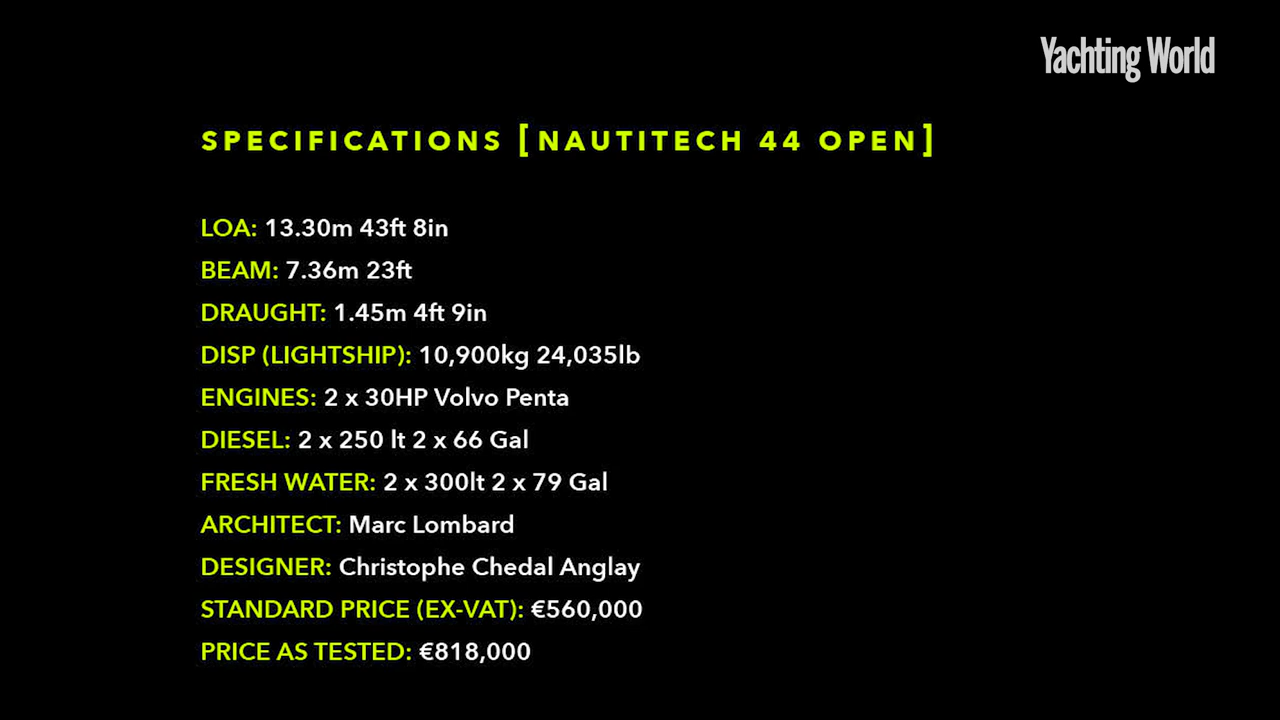 Yachting World
SPECIFICATIONS [NAUTITECH 44 OPEN]
LOA: 13.30m 43ft 8in
BEAM: 7.36m 23ft
DRAUGHT: 1.45m 4ft 9in
DISP (LIGHTSHIP): 10,900kg 24,035lb
ENGINES: 2 x 30HP Volvo Penta
DIESEL: 2 x 250 lt 2 x 66 Gal
FRESH WATER: 2 x 300lt 2 x 79 Gal
ARCHITECT: Marc Lombard
DESIGNER: Christophe Chedal Anglay
STANDARD PRICE (EX-VAT): €560,000
PRICE AS TESTED: €818,000